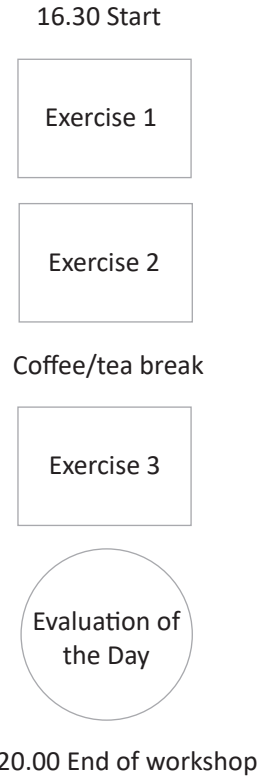 16.30 Start
Exercise 1
Exercise 2
Coffee/tea break
Exercise 3
Evaluation of
the Day
20.00 End of workshop